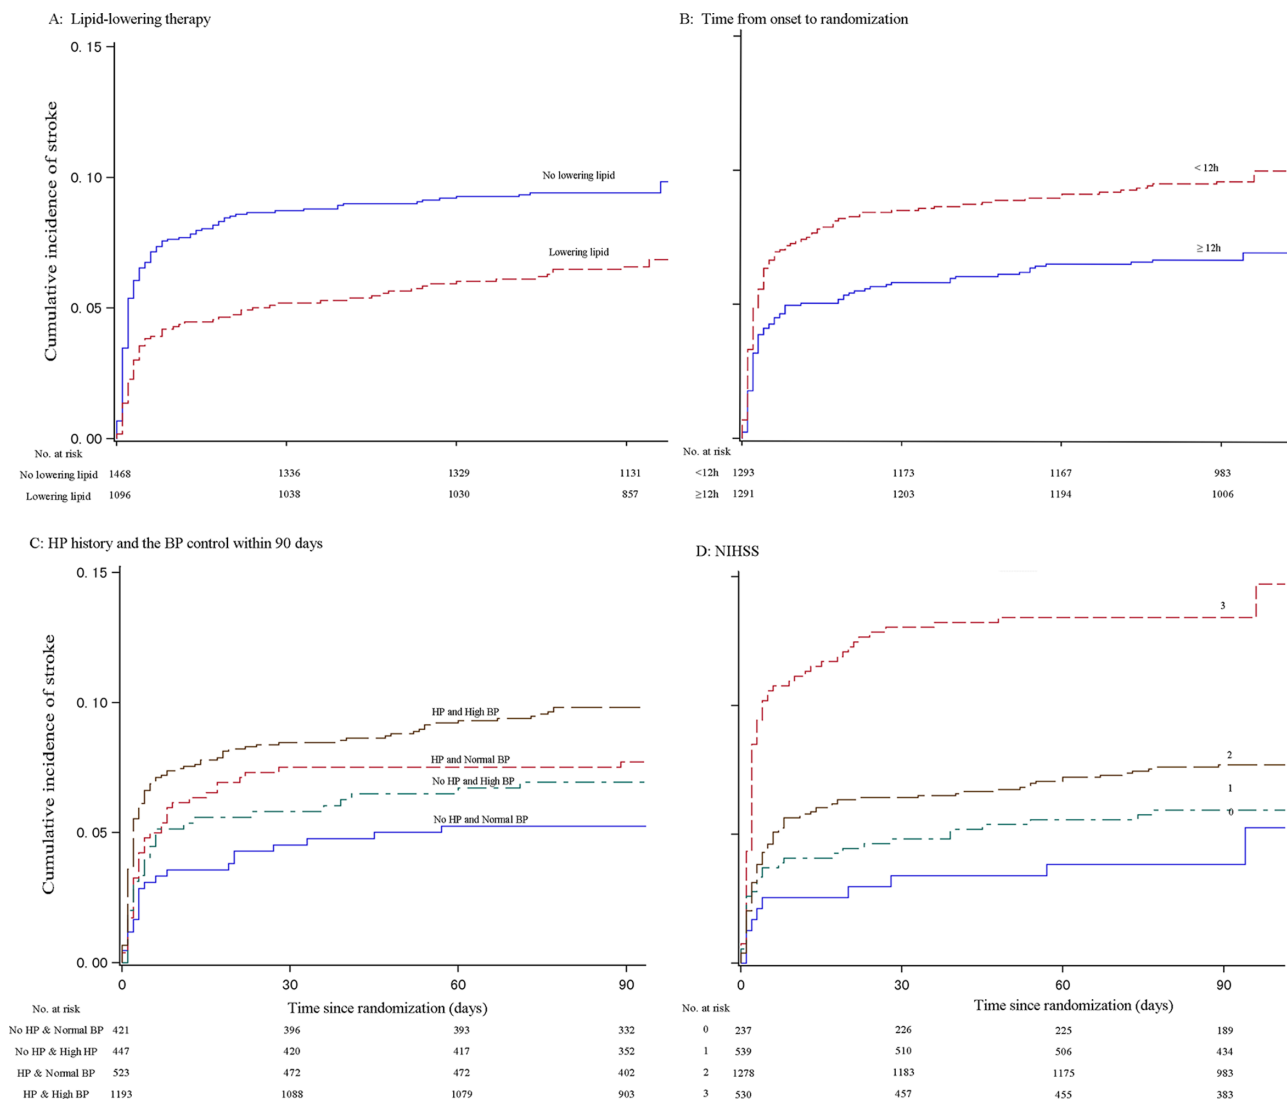 A: Lipid-lowering therapy
0. 15
0. 10
0. 05
0. 00
Cumulative incidence of stroke
No lowering lipid
Lowering lipid
No. at risk
No lowering lipid 1468 1336 1329 1131
Lowering lipid 1096 1038 1030 857
B: Time from onset to randomization
< 12h
≥ 12h
No. at risk
<12h 1293 1173 1167 983
≥12h 1291 1203 1194 1006
C: HP history and the BP control within 90 days
0. 15
0. 10
0. 05
0. 00
Cumulative incidence of stroke
HP and High BP
HP and Normal BP
No HP and High BP
No HP and Normal BP
0 30 60 90
Time since randomization (days)
No. at risk
No HP & Normal BP 421 396 393 332
No HP & High HP 447 420 417 352
HP & Normal BP 523 472 472 402
HP & High BP 1193 1088 1079 903
D: NIHSS
3
2
1
0
0 30 60 90
Time since randomization (days)
No. at risk
0 237 226 225 189
1 539 510 506 434
2 1278 1183 1175 983
3 530 457 455 383